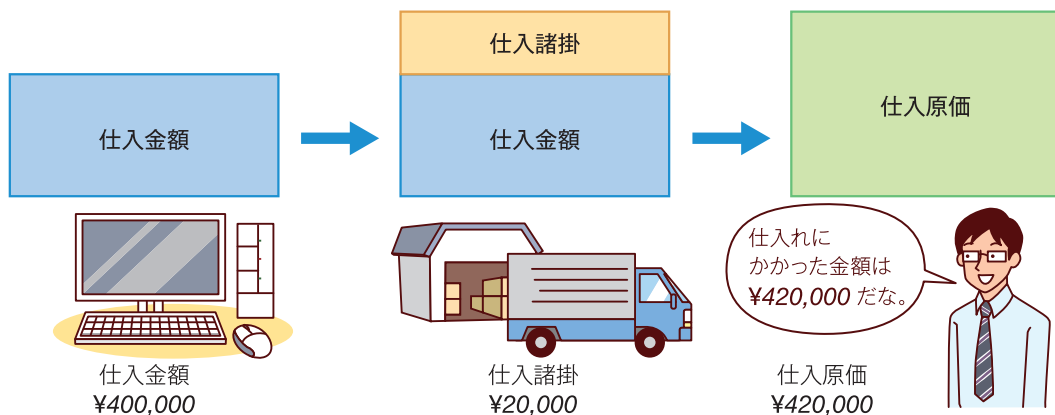 仕入金額
仕入諸掛
仕入金額
仕入原価
仕入れに
かかった金額は
¥420,000 だな。
仕入金額
¥400,000
仕入諸掛
¥20,000
仕入原価
¥420,000